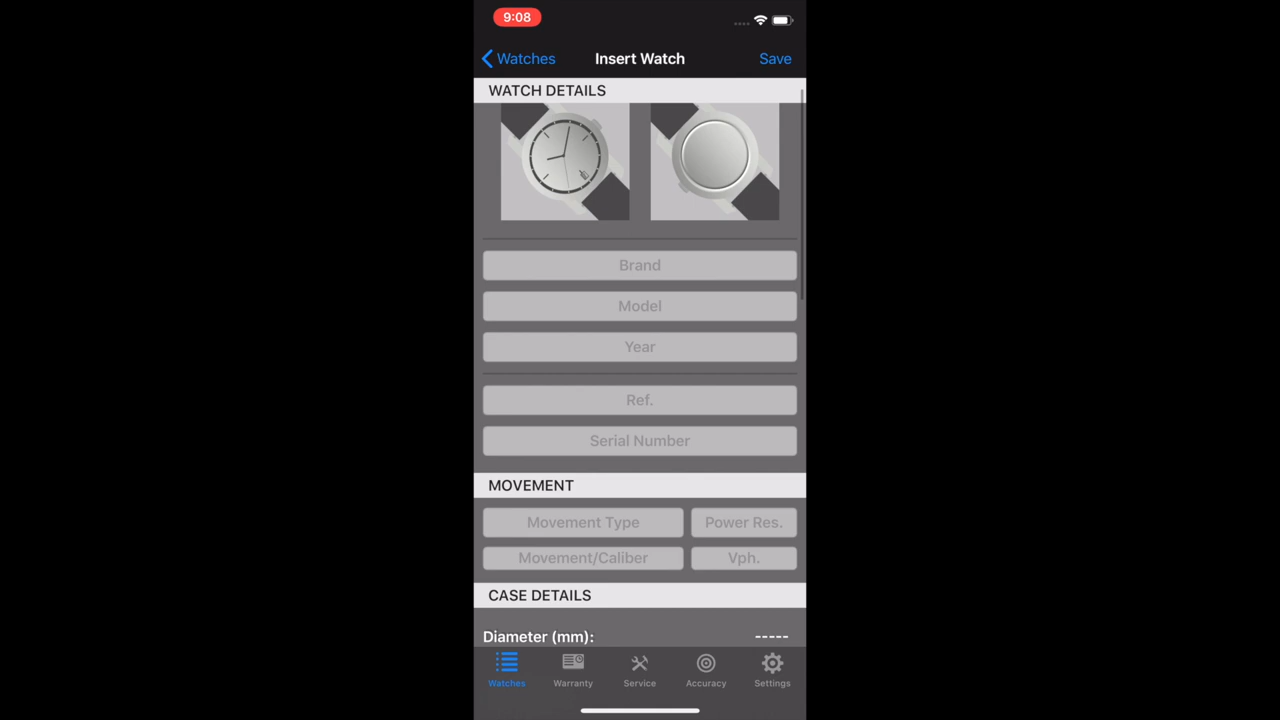 9:08
Watches Insert Watch Save
WATCH DETAILS
Brand
Model
Year
Ref.
Serial Number
MOVEMENT
Movement Type Power Res.
Movement/Caliber Vph.
CASE DETAILS
Diameter (mm): -----
Watches Warranty Service Accuracy Settings